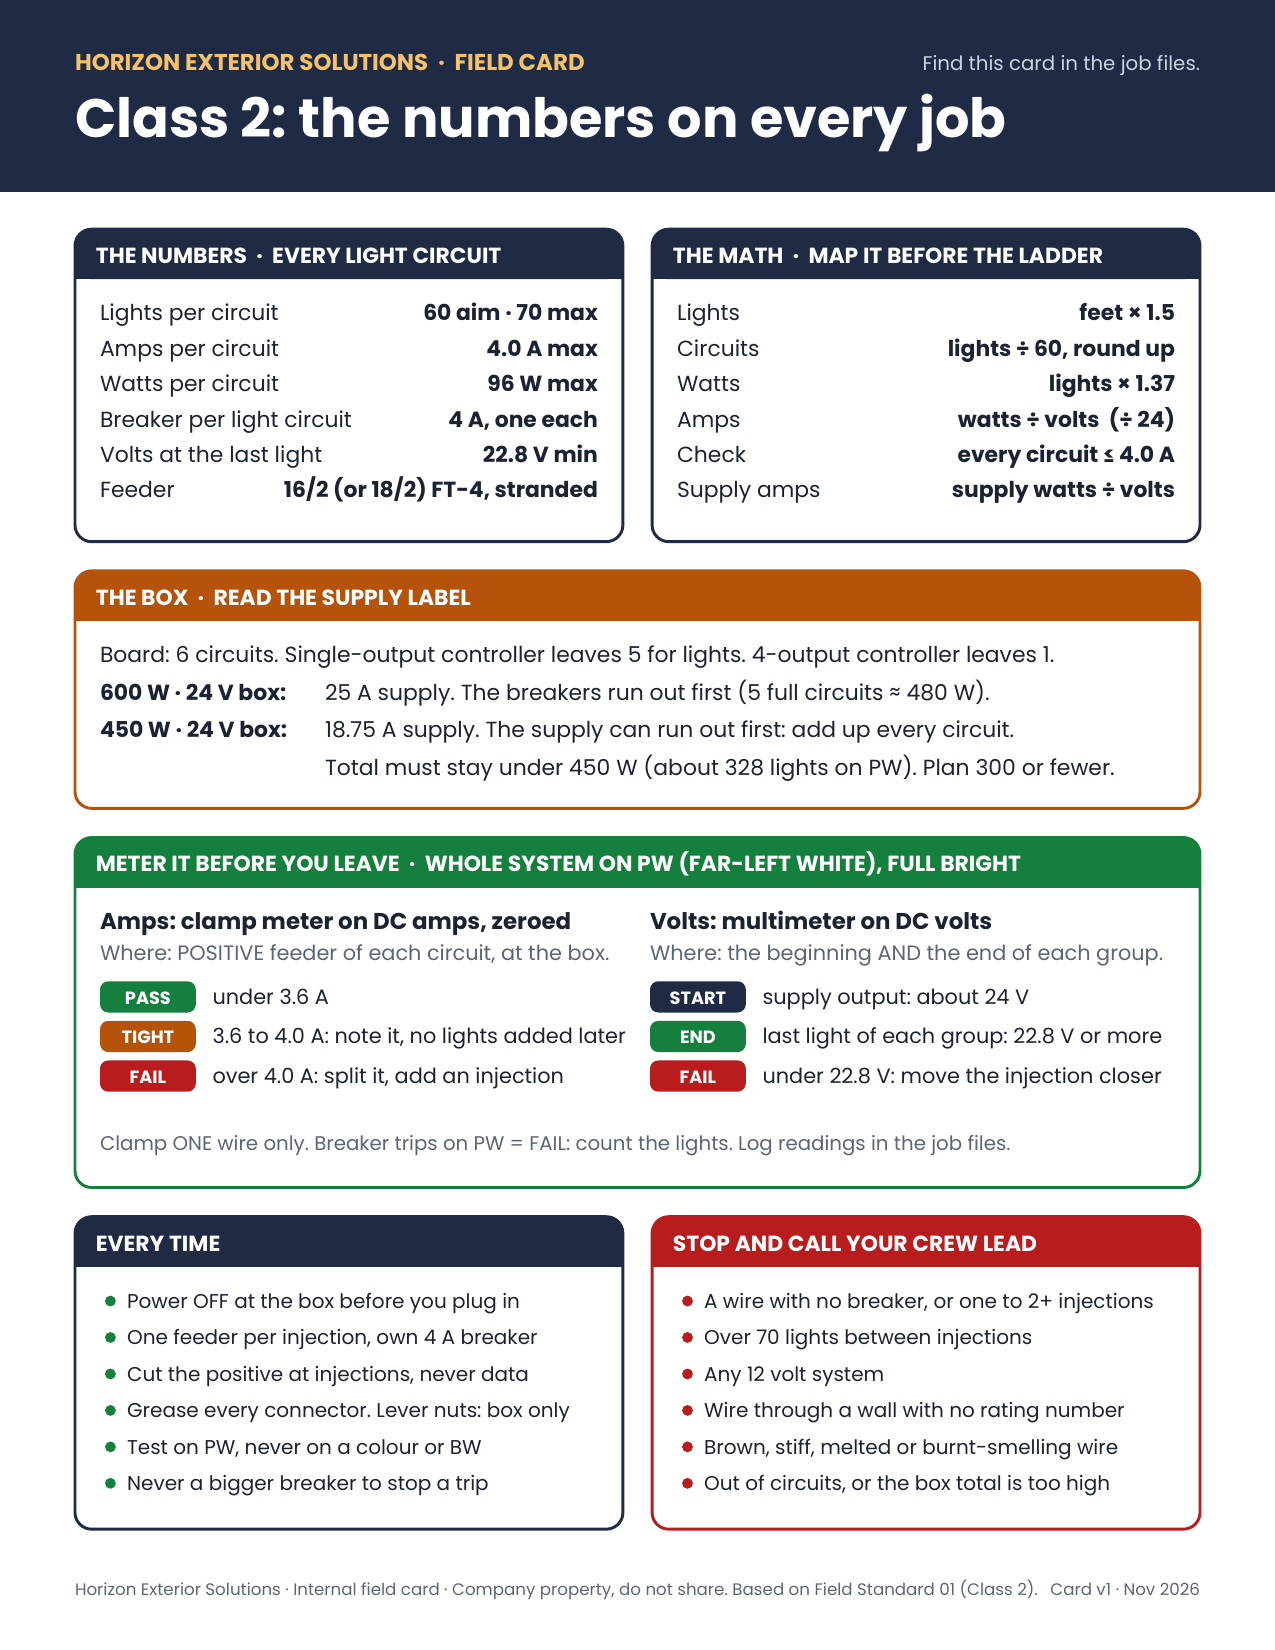 HORIZON EXTERIOR SOLUTIONS · FIELD CARD
Find this card in the job files.
Class 2: the numbers on every job
THE NUMBERS · EVERY LIGHT CIRCUIT
Lights per circuit 60 aim · 70 max
Amps per circuit 4.0 A max
Watts per circuit 96 W max
Breaker per light circuit 4 A, one each
Volts at the last light 22.8 V min
Feeder 16/2 (or 18/2) FT-4, stranded
THE MATH · MAP IT BEFORE THE LADDER
Lights feet × 1.5
Circuits lights ÷ 60, round up
Watts lights × 1.37
Amps watts ÷ volts (÷ 24)
Check every circuit ≤ 4.0 A
Supply amps supply watts ÷ volts
THE BOX · READ THE SUPPLY LABEL
Board: 6 circuits. Single-output controller leaves 5 for lights. 4-output controller leaves 1.
600 W · 24 V box: 25 A supply. The breakers run out first (5 full circuits ≈ 480 W).
450 W · 24 V box: 18.75 A supply. The supply can run out first: add up every circuit.
Total must stay under 450 W (about 328 lights on PW). Plan 300 or fewer.
METER IT BEFORE YOU LEAVE · WHOLE SYSTEM ON PW (FAR-LEFT WHITE), FULL BRIGHT
Amps: clamp meter on DC amps, zeroed
Where: POSITIVE feeder of each circuit, at the box.
PASS under 3.6 A
TIGHT 3.6 to 4.0 A: note it, no lights added later
FAIL over 4.0 A: split it, add an injection
Volts: multimeter on DC volts
Where: the beginning AND the end of each group.
START supply output: about 24 V
END last light of each group: 22.8 V or more
FAIL under 22.8 V: move the injection closer
Clamp ONE wire only. Breaker trips on PW = FAIL: count the lights. Log readings in the job files.
EVERY TIME
● Power OFF at the box before you plug in
● One feeder per injection, own 4 A breaker
● Cut the positive at injections, never data
● Grease every connector. Lever nuts: box only
● Test on PW, never on a colour or BW
● Never a bigger breaker to stop a trip
STOP AND CALL YOUR CREW LEAD
● A wire with no breaker, or one to 2+ injections
● Over 70 lights between injections
● Any 12 volt system
● Wire through a wall with no rating number
● Brown, stiff, melted or burnt-smelling wire
● Out of circuits, or the box total is too high
Horizon Exterior Solutions · Internal field card · Company property, do not share. Based on Field Standard 01 (Class 2). Card v1 · Nov 2026